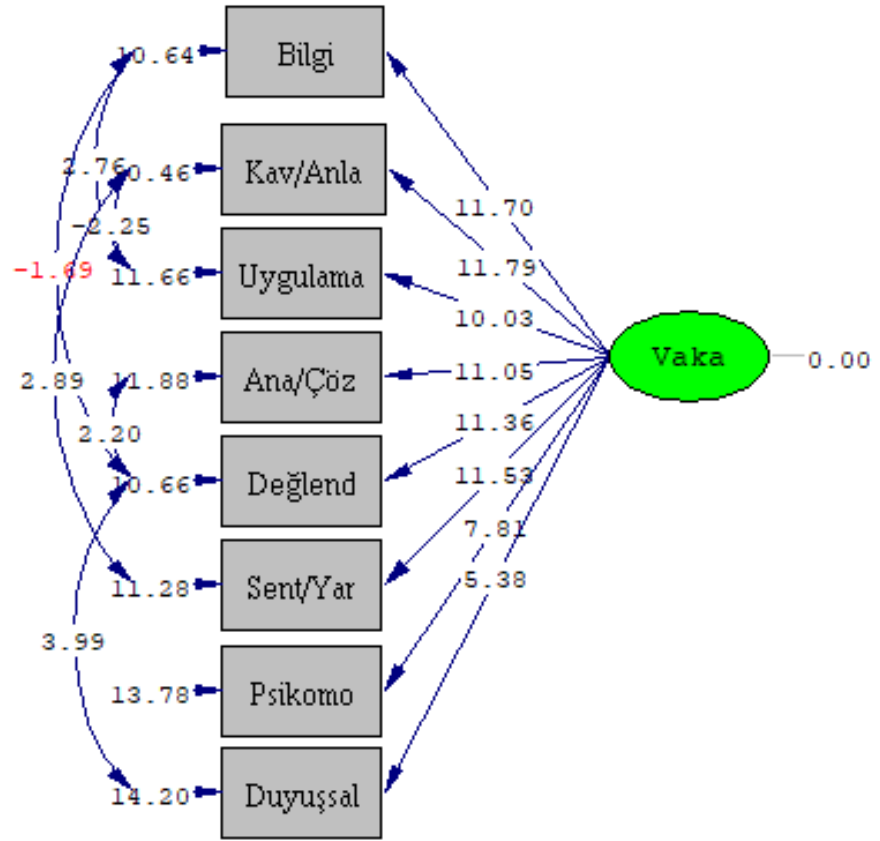 10.64
Bilgi
2.76
0.46
Kav/Anla
11.70
-2.25
-1.69
11.66
Uygulama
11.79
10.03
2.89
11.88
Ana/Çöz
11.05
Vaka
0.00
2.20
11.36
10.66
Değlend
11.53
7.81
11.28
Sent/Yar
5.38
3.99
13.78
Psikomo
14.20
Duyuşsal